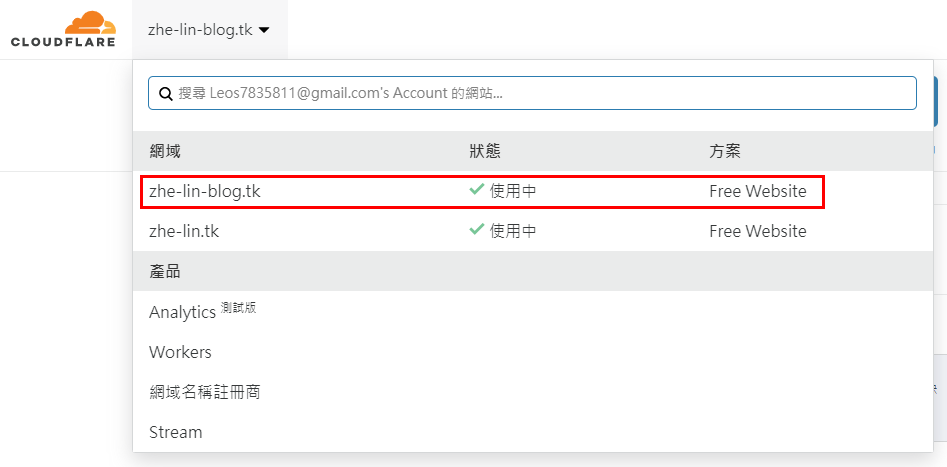 CLOUDFLARE
zhe-lin-blog.tk
搜尋 Leos7835811@gmail.com's Account 的網站...
網域 狀態 方案
zhe-lin-blog.tk 使用中 Free Website
zhe-lin.tk 使用中 Free Website
產品
Analytics 測試版
Workers
網域名稱註冊商
Stream